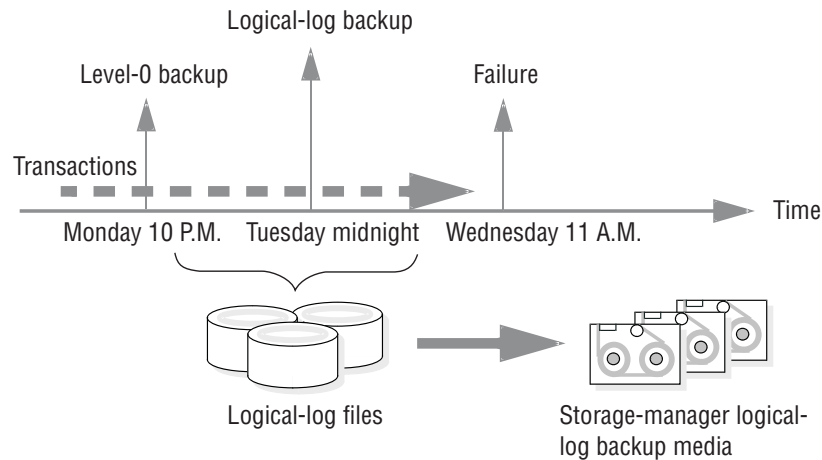 Logical-log backup
Level-0 backup
Failure
Transactions
Time
Monday 10 P.M.
Tuesday midnight
Wednesday 11 A.M.
Logical-log files
Storage-manager logical-
log backup media